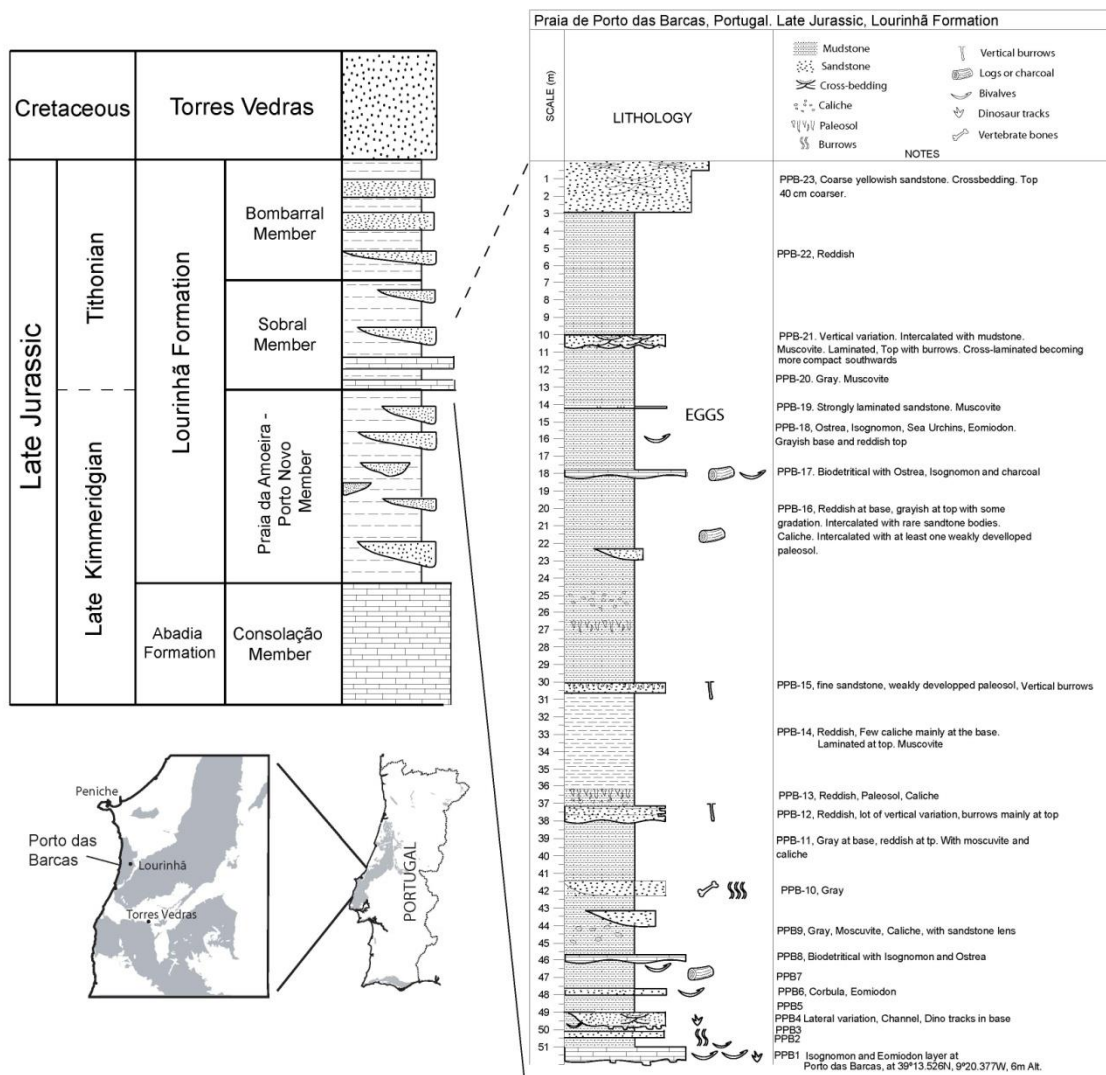 Cretaceous
Torres Vedras
Late Jurassic
Tithonian
Late Kimmeridgian
Lourinhã Formation
Bombarral
Member
Sobral
Member
Praia da Amoeira -
Porto Novo
Member
Abadia
Formation
Consolação
Member
Peniche
Porto das
Barcas
Lourinhã
Torres Vedras
PORTUGAL
Praia de Porto das Barcas, Portugal. Late Jurassic, Lourinhã Formation
SCALE (m)
LITHOLOGY
Mudstone
Sandstone
Cross-bedding
Caliche
Paleosol
Burrows
Vertical burrows
Logs or charcoal
Bivalves
Dinosaur tracks
Vertebrate bones
NOTES
1
2
3
4
5
6
7
8
9
10
11
12
13
14
15
16
17
18
19
20
21
22
23
24
25
26
27
28
29
30
31
32
33
34
35
36
37
38
39
40
41
42
43
44
45
46
47
48
49
50
51
EGGS
PPB-23, Coarse yellowish sandstone. Crossbedding. Top
40 cm coarser.
PPB-22, Reddish
PPB-21. Vertical variation. Intercalated with mudstone.
Muscovite. Laminated, Top with burrows. Cross-laminated becoming
more compact southwards
PPB-20. Gray. Muscovite
PPB-19. Strongly laminated sandstone. Muscovite
PPB-18, Ostrea, Isognomon, Sea Urchins, Eomiodon.
Grayish base and reddish top
PPB-17. Biodetritical with Ostrea, Isognomon and charcoal
PPB-16, Reddish at base, grayish at top with some
gradation. Intercalated with rare sandtone bodies.
Caliche. Intercalated with at least one weakly develloped
paleosol.
PPB-15, fine sandstone, weakly developped paleosol, Vertical burrows
PPB-14, Reddish, Few caliche mainly at the base.
Laminated at top. Muscovite
PPB-13, Reddish, Paleosol, Caliche
PPB-12, Reddish, lot of vertical variation, burrows mainly at top
PPB-11, Gray at base, reddish at tp. With moscuvite and
caliche
PPB-10, Gray
PPB9, Gray, Moscuvite, Caliche, with sandstone lens
PPB8, Biodetritical with Isognomon and Ostrea
PPB7
PPB6, Corbula, Eomiodon
PPB5
PPB4 Lateral variation, Channel, Dino tracks in base
PPB3
PPB2
PPB1 Isognomon and Eomiodon layer at
Porto das Barcas, at 39º13.526N, 9º20.377W, 6m Alt.